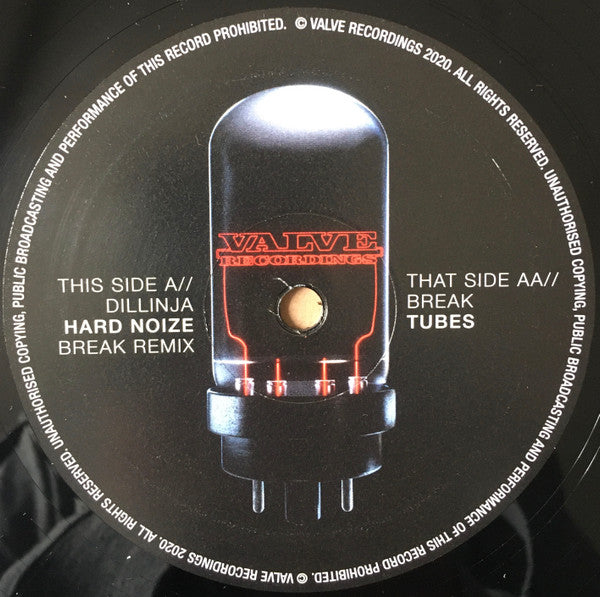 © VALVE RECORDINGS 2020. ALL RIGHTS RESERVED. UNAUTHORISED COPYING, PUBLIC BROADCASTING AND PERFORMANCE OF THIS RECORD PROHIBITED.
© VALVE RECORDINGS 2020. ALL RIGHTS RESERVED. UNAUTHORISED COPYING, PUBLIC BROADCASTING AND PERFORMANCE OF THIS RECORD PROHIBITED.
VALVE
RECORDINGS
THIS SIDE A//
DILLINJA
HARD NOIZE
BREAK REMIX
THAT SIDE AA//
BREAK
TUBES